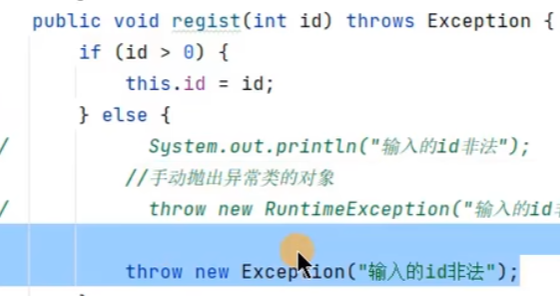 public void regist(int id) throws Exception {
if (id > 0) {
this.id = id;
} else {
/ System.out.println("输入的id非法");
//手动抛出异常类的对象
/ throw new RuntimeException("输入的id
throw new Exception("输入的id非法");